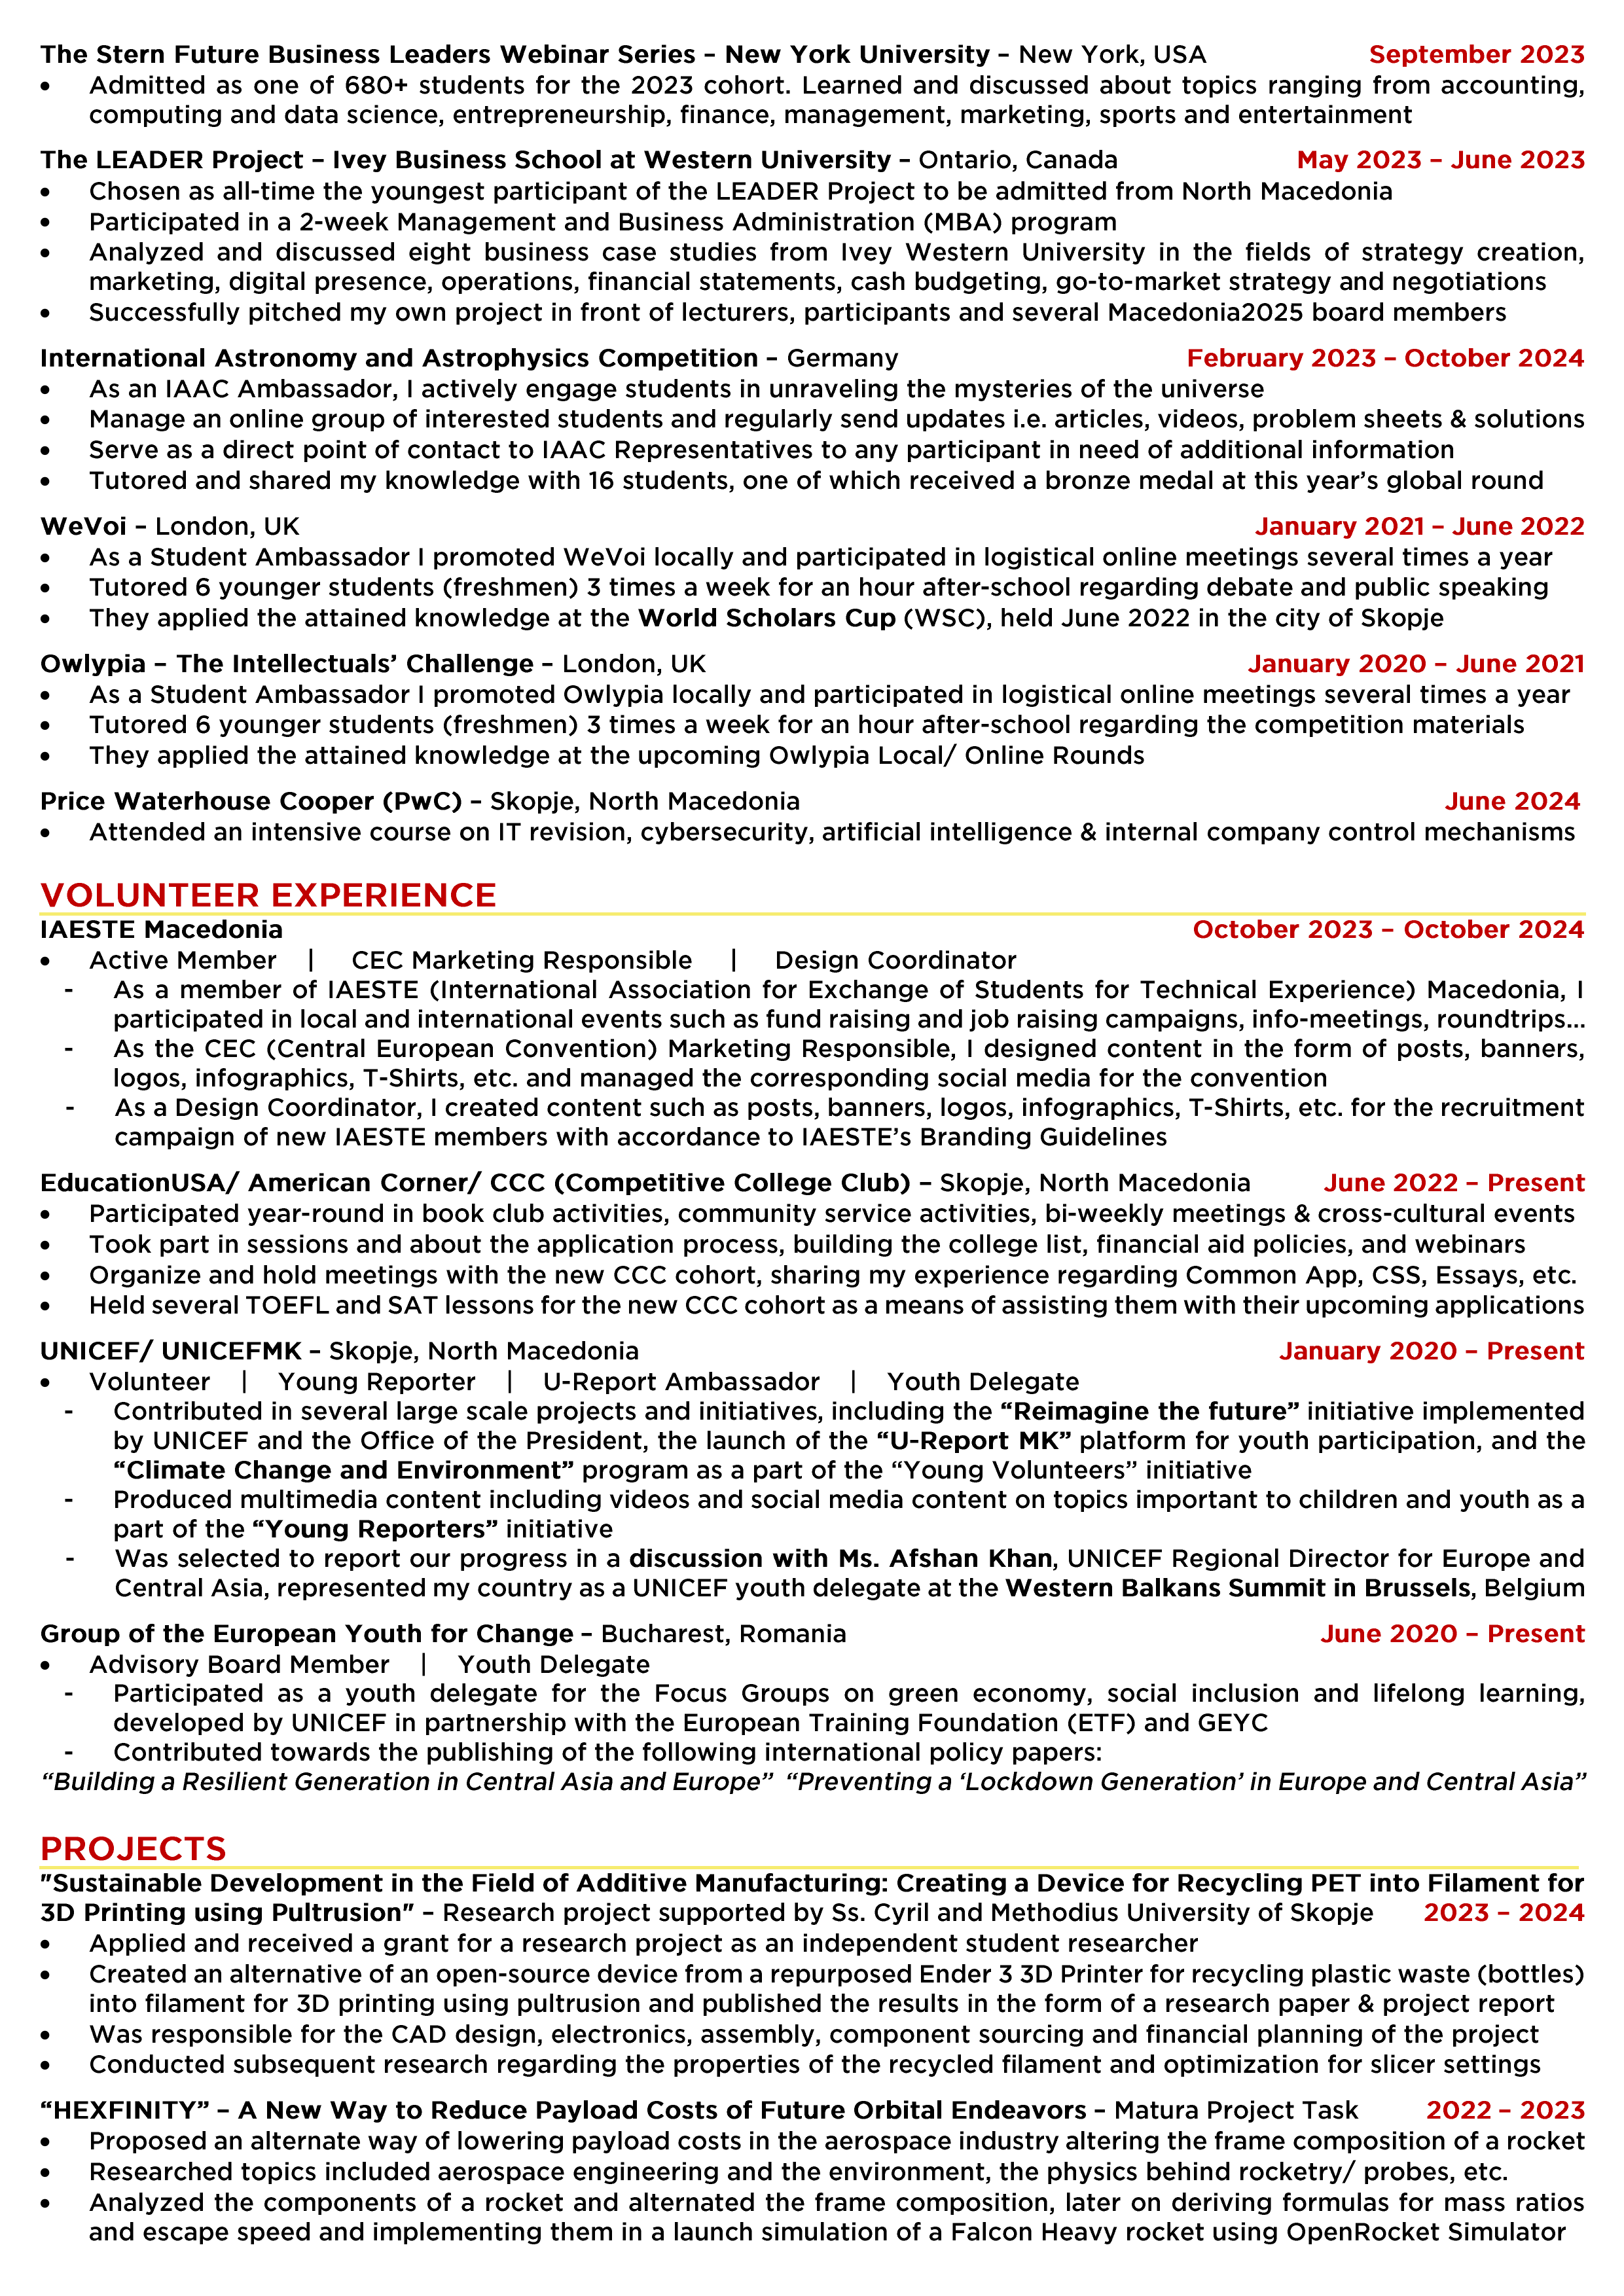 The Stern Future Business Leaders Webinar Series – New York University – New York, USA September 2023
• Admitted as one of 680+ students for the 2023 cohort. Learned and discussed about topics ranging from accounting,
computing and data science, entrepreneurship, finance, management, marketing, sports and entertainment
The LEADER Project – Ivey Business School at Western University – Ontario, Canada May 2023 – June 2023
• Chosen as all-time the youngest participant of the LEADER Project to be admitted from North Macedonia
• Participated in a 2-week Management and Business Administration (MBA) program
• Analyzed and discussed eight business case studies from Ivey Western University in the fields of strategy creation,
marketing, digital presence, operations, financial statements, cash budgeting, go-to-market strategy and negotiations
• Successfully pitched my own project in front of lecturers, participants and several Macedonia2025 board members
International Astronomy and Astrophysics Competition – Germany February 2023 – October 2024
• As an IAAC Ambassador, I actively engage students in unraveling the mysteries of the universe
• Manage an online group of interested students and regularly send updates i.e. articles, videos, problem sheets & solutions
• Serve as a direct point of contact to IAAC Representatives to any participant in need of additional information
• Tutored and shared my knowledge with 16 students, one of which received a bronze medal at this year's global round
WeVoi – London, UK January 2021 – June 2022
• As a Student Ambassador I promoted WeVoi locally and participated in logistical online meetings several times a year
• Tutored 6 younger students (freshmen) 3 times a week for an hour after-school regarding debate and public speaking
• They applied the attained knowledge at the World Scholars Cup (WSC), held June 2022 in the city of Skopje
Owlypia – The Intellectuals' Challenge – London, UK January 2020 – June 2021
• As a Student Ambassador I promoted Owlypia locally and participated in logistical online meetings several times a year
• Tutored 6 younger students (freshmen) 3 times a week for an hour after-school regarding the competition materials
• They applied the attained knowledge at the upcoming Owlypia Local/ Online Rounds
Price Waterhouse Cooper (PwC) – Skopje, North Macedonia June 2024
• Attended an intensive course on IT revision, cybersecurity, artificial intelligence & internal company control mechanisms
VOLUNTEER EXPERIENCE
IAESTE Macedonia October 2023 – October 2024
• Active Member | CEC Marketing Responsible | Design Coordinator
- As a member of IAESTE (International Association for Exchange of Students for Technical Experience) Macedonia, I
participated in local and international events such as fund raising and job raising campaigns, info-meetings, roundtrips...
- As the CEC (Central European Convention) Marketing Responsible, I designed content in the form of posts, banners,
logos, infographics, T-Shirts, etc. and managed the corresponding social media for the convention
- As a Design Coordinator, I created content such as posts, banners, logos, infographics, T-Shirts, etc. for the recruitment
campaign of new IAESTE members with accordance to IAESTE's Branding Guidelines
EducationUSA/ American Corner/ CCC (Competitive College Club) – Skopje, North Macedonia June 2022 – Present
• Participated year-round in book club activities, community service activities, bi-weekly meetings & cross-cultural events
• Took part in sessions and about the application process, building the college list, financial aid policies, and webinars
• Organize and hold meetings with the new CCC cohort, sharing my experience regarding Common App, CSS, Essays, etc.
• Held several TOEFL and SAT lessons for the new CCC cohort as a means of assisting them with their upcoming applications
UNICEF/ UNICEFMK – Skopje, North Macedonia January 2020 – Present
• Volunteer | Young Reporter | U-Report Ambassador | Youth Delegate
- Contributed in several large scale projects and initiatives, including the “Reimagine the future” initiative implemented
by UNICEF and the Office of the President, the launch of the “U-Report MK” platform for youth participation, and the
“Climate Change and Environment” program as a part of the “Young Volunteers” initiative
- Produced multimedia content including videos and social media content on topics important to children and youth as a
part of the “Young Reporters” initiative
- Was selected to report our progress in a discussion with Ms. Afshan Khan, UNICEF Regional Director for Europe and
Central Asia, represented my country as a UNICEF youth delegate at the Western Balkans Summit in Brussels, Belgium
Group of the European Youth for Change – Bucharest, Romania June 2020 – Present
• Advisory Board Member | Youth Delegate
- Participated as a youth delegate for the Focus Groups on green economy, social inclusion and lifelong learning,
developed by UNICEF in partnership with the European Training Foundation (ETF) and GEYC
- Contributed towards the publishing of the following international policy papers:
“Building a Resilient Generation in Central Asia and Europe” “Preventing a ‘Lockdown Generation’ in Europe and Central Asia”
PROJECTS
"Sustainable Development in the Field of Additive Manufacturing: Creating a Device for Recycling PET into Filament for
3D Printing using Pultrusion" – Research project supported by Ss. Cyril and Methodius University of Skopje 2023 – 2024
• Applied and received a grant for a research project as an independent student researcher
• Created an alternative of an open-source device from a repurposed Ender 3 3D Printer for recycling plastic waste (bottles)
into filament for 3D printing using pultrusion and published the results in the form of a research paper & project report
• Was responsible for the CAD design, electronics, assembly, component sourcing and financial planning of the project
• Conducted subsequent research regarding the properties of the recycled filament and optimization for slicer settings
“HEXFINITY” – A New Way to Reduce Payload Costs of Future Orbital Endeavors – Matura Project Task 2022 – 2023
• Proposed an alternate way of lowering payload costs in the aerospace industry altering the frame composition of a rocket
• Researched topics included aerospace engineering and the environment, the physics behind rocketry/ probes, etc.
• Analyzed the components of a rocket and alternated the frame composition, later on deriving formulas for mass ratios
and escape speed and implementing them in a launch simulation of a Falcon Heavy rocket using OpenRocket Simulator